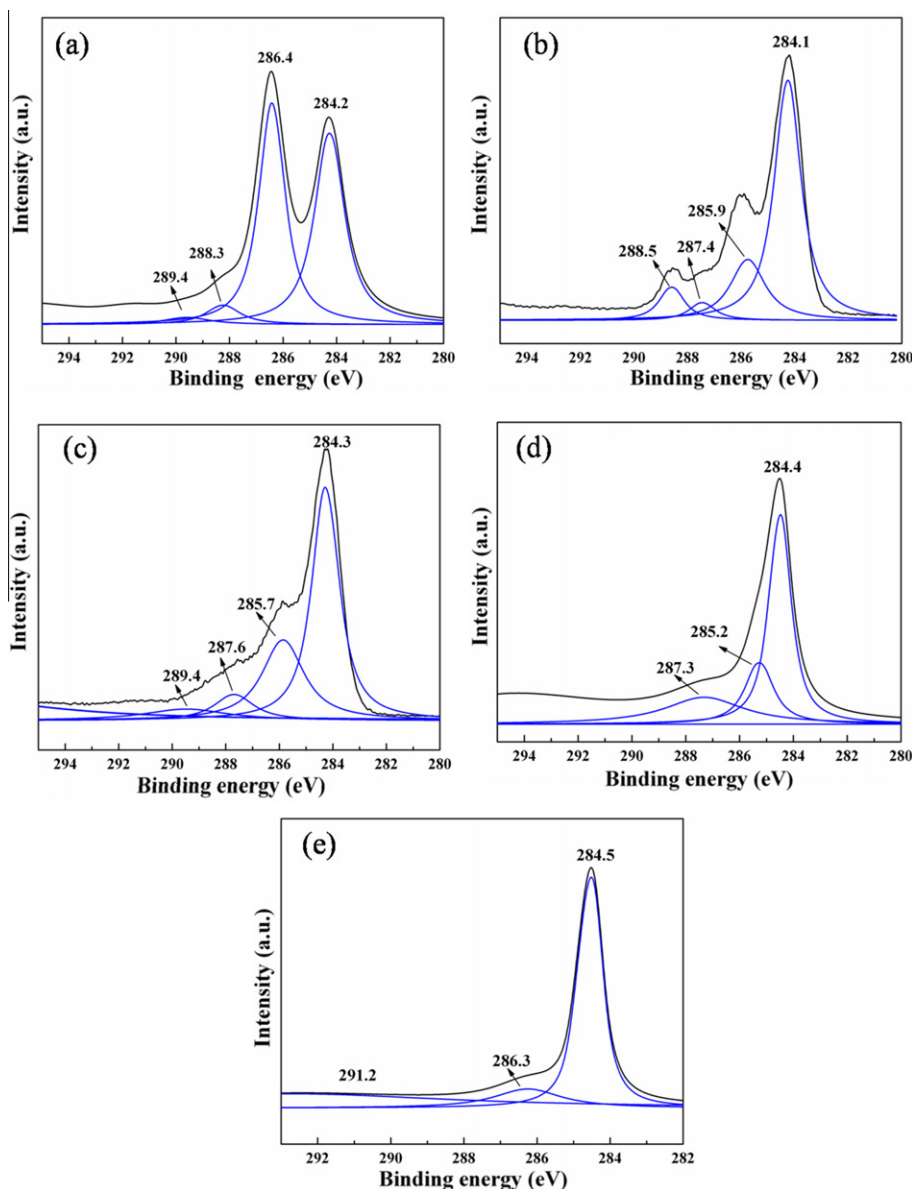 (a)
286.4
284.2
288.3
289.4
Intensity (a.u.)
294 292 290 288 286 284 282 280
Binding energy (eV)
(b)
284.1
285.9
287.4
288.5
Intensity (a.u.)
294 292 290 288 286 284 282 280
Binding energy (eV)
(c)
284.3
285.7
287.6
289.4
Intensity (a.u.)
294 292 290 288 286 284 282 280
Binding energy (eV)
(d)
284.4
285.2
287.3
Intensity (a.u.)
294 292 290 288 286 284 282 280
Binding energy (eV)
(e)
284.5
286.3
291.2
Intensity (a.u.)
292 290 288 286 284 282
Binding energy (eV)